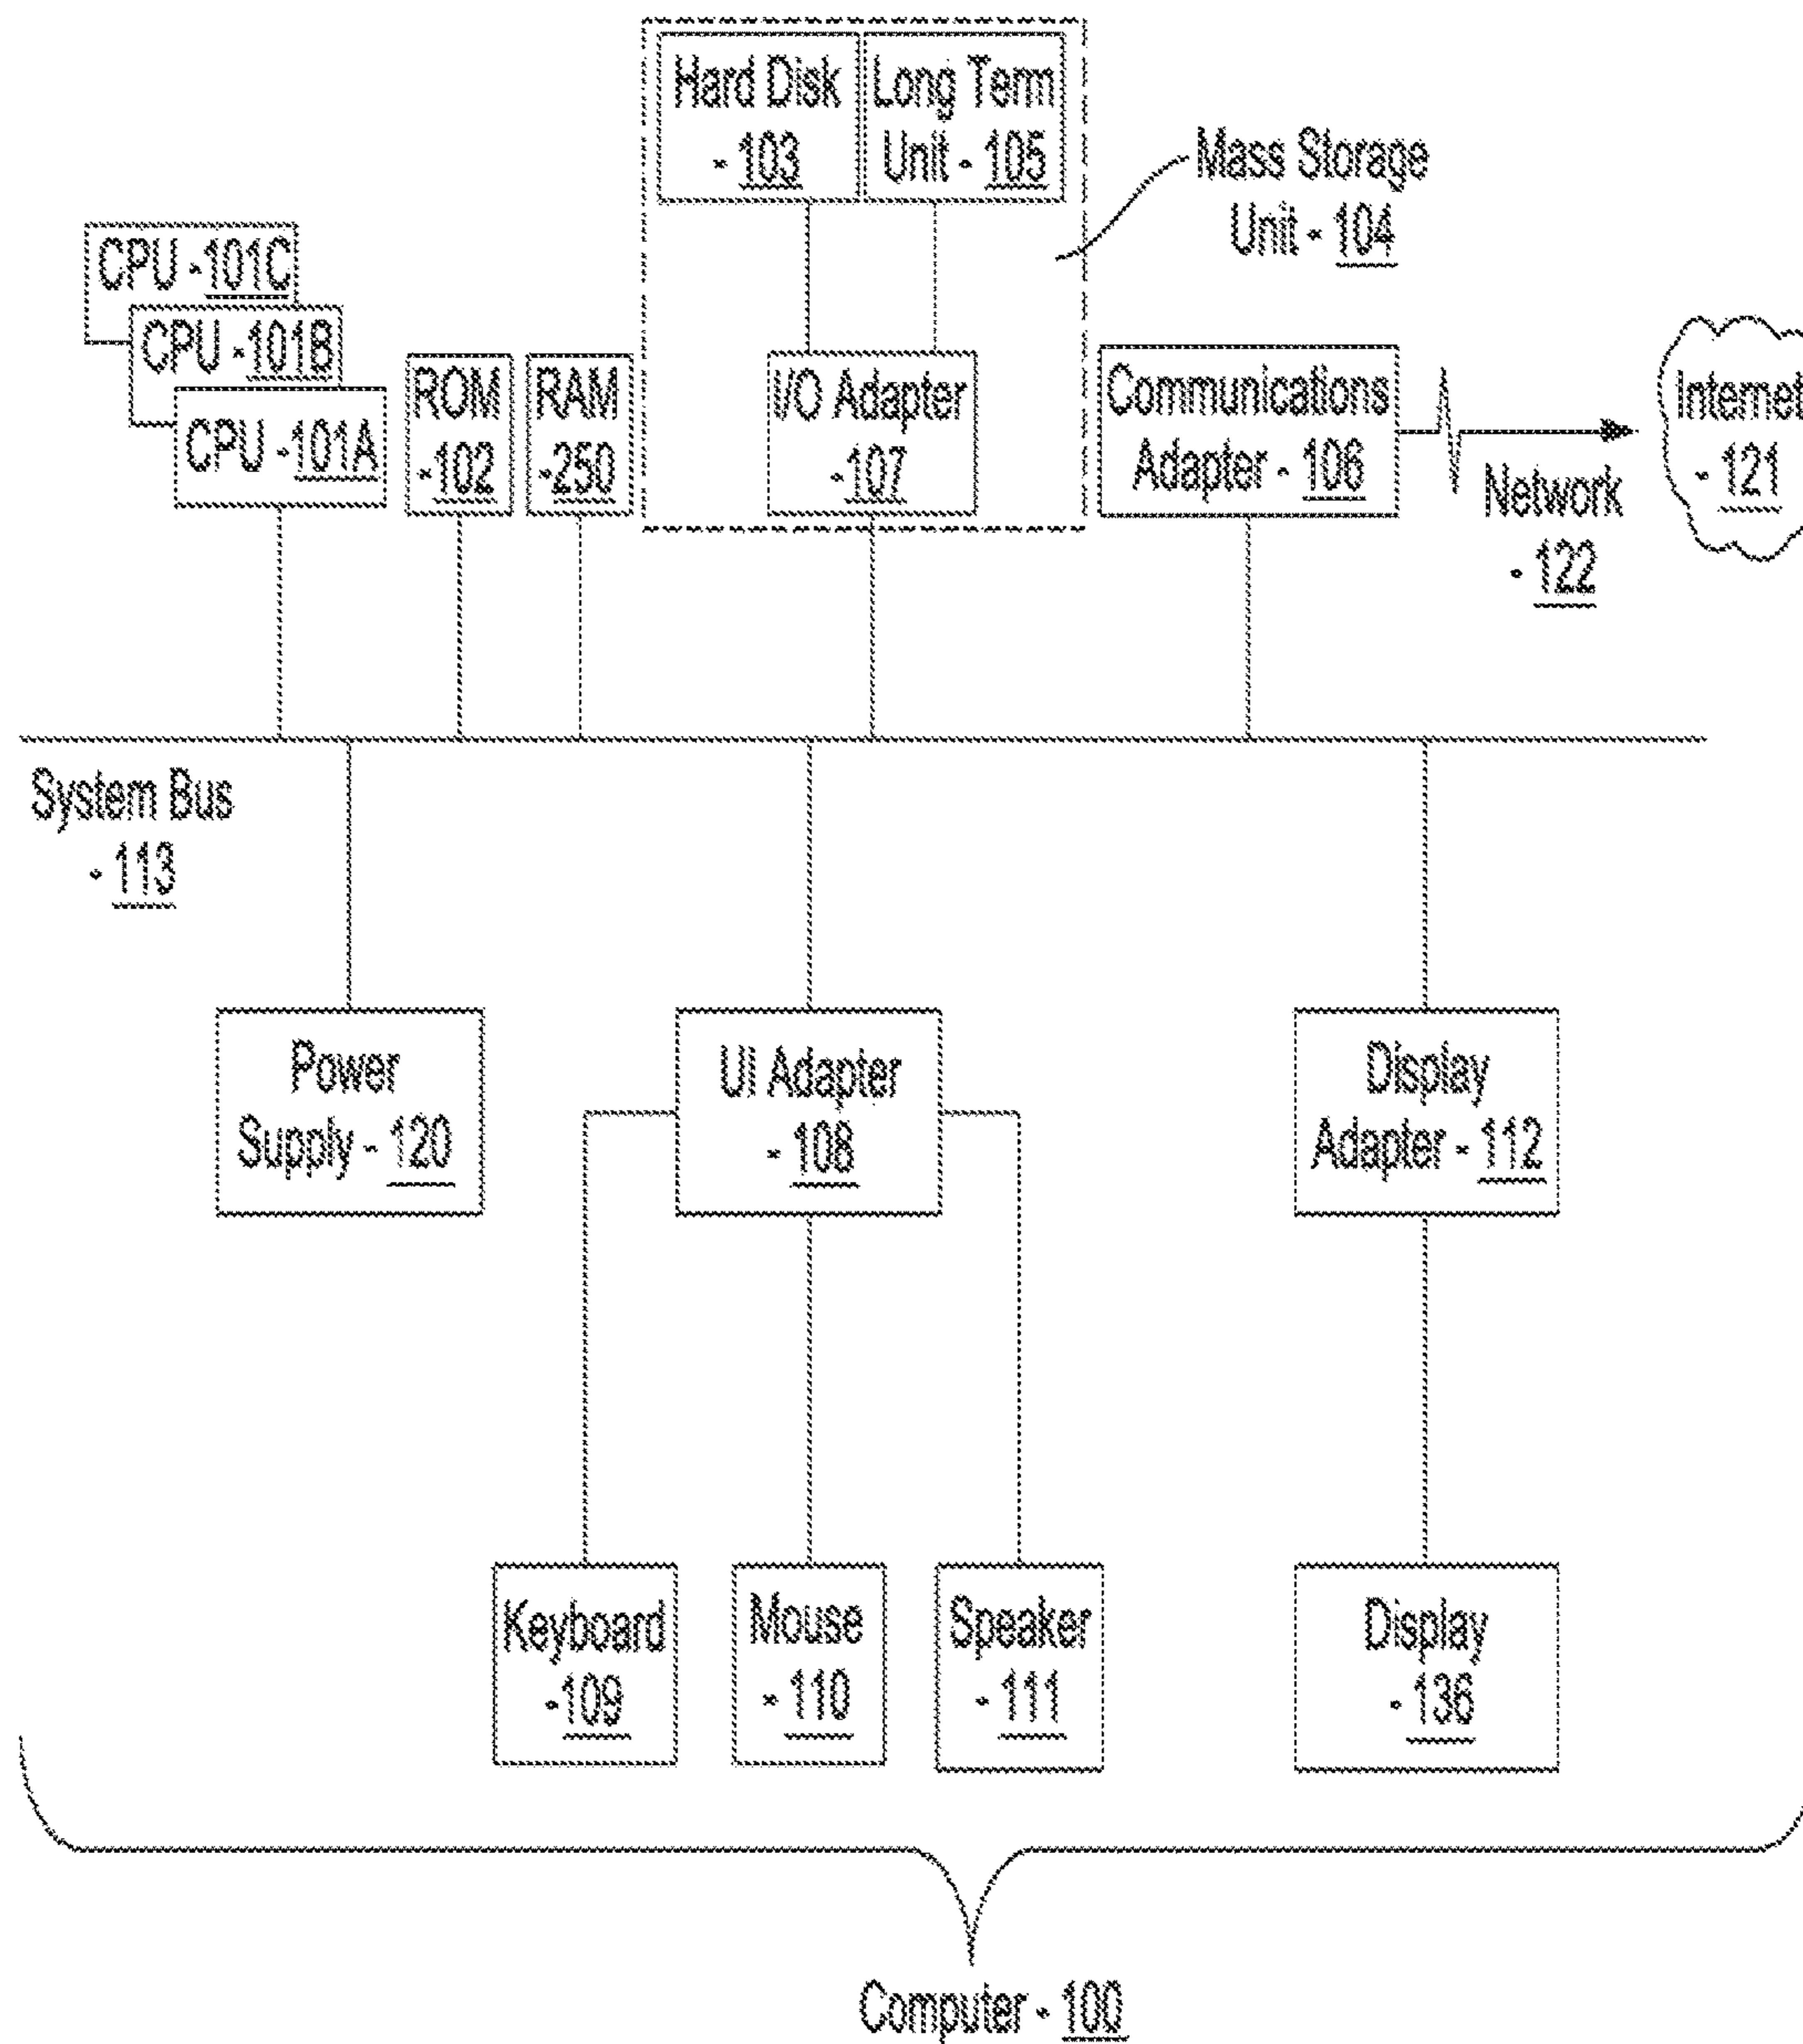 Hard Disk
- 103
Long Term
Unit - 105
Mass Storage
Unit - 104
CPU -101C
CPU -101B
CPU -101A
ROM
-102
RAM
-250
I/O Adapter
-107
Communications
Adapter - 106
Network
- 122
Internet
- 121
System Bus
- 113
Power
Supply - 120
UI Adapter
- 108
Display
Adapter - 112
Keyboard
-109
Mouse
- 110
Speaker
- 111
Display
- 136
Computer - 100